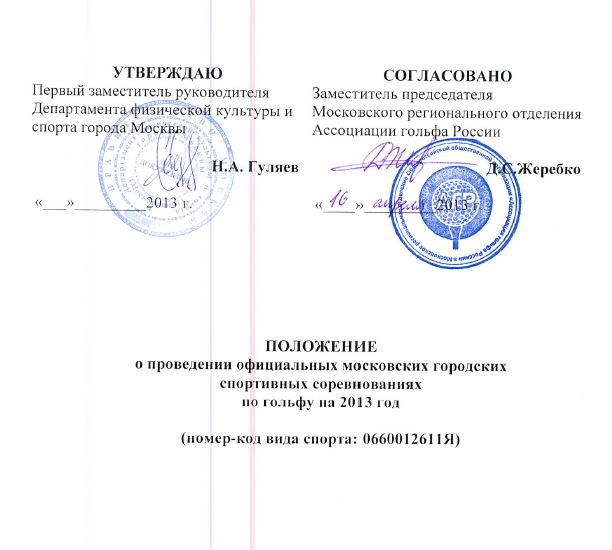 УТВЕРЖДАЮ
Первый заместитель руководителя
Департамента физической культуры и
спорта города Москвы
Н.А. Гуляев
«___»_________2013 г.
СОГЛАСОВАНО
Заместитель председателя
Московского регионального отделения
Ассоциации гольфа России
Д.С.Жеребко
«16» апреля 2013 г.
ПОЛОЖЕНИЕ
о проведении официальных московских городских
спортивных соревнованиях
по гольфу на 2013 год
(номер-код вида спорта: 0660012611Я)